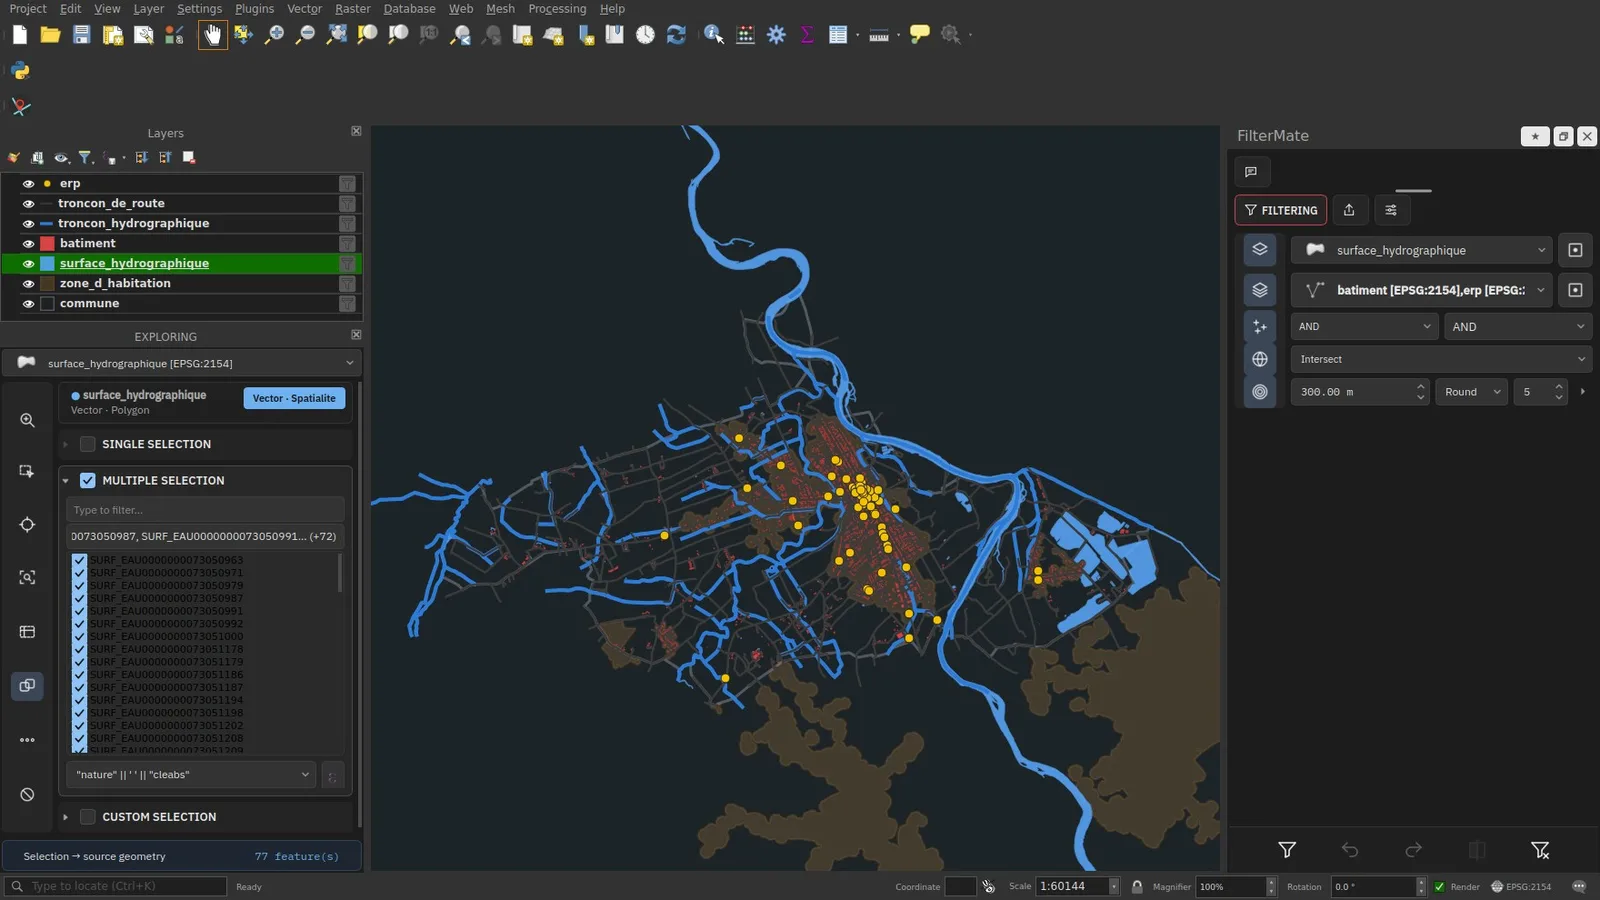 Project Edit View Layer Settings Plugins Vector Raster Database Web Mesh Processing Help
Layers
erp
troncon_de_route
troncon_hydrographique
batiment
surface_hydrographique
zone_d_habitation
commune
EXPLORING
surface_hydrographique [EPSG:2154]
surface_hydrographique
Vector · Polygon
Vector · Spatialite
SINGLE SELECTION
MULTIPLE SELECTION
Type to filter...
0073050987, SURF_EAU0000000073050991... (+72)
SURF_EAU0000000073050963
SURF_EAU0000000073050971
SURF_EAU0000000073050979
SURF_EAU0000000073050987
SURF_EAU0000000073050991
SURF_EAU0000000073050992
SURF_EAU0000000073051000
SURF_EAU0000000073051178
SURF_EAU0000000073051179
SURF_EAU0000000073051186
SURF_EAU0000000073051187
SURF_EAU0000000073051194
SURF_EAU0000000073051198
SURF_EAU0000000073051202
SURF_EAU0000000073051208
SURF_EAU0000000073051209
"nature" || ' ' || "cleabs"
CUSTOM SELECTION
Selection → source geometry 77 feature(s)
FilterMate
FILTERING
surface_hydrographique
batiment [EPSG:2154],erp [EPSG:
AND AND
Intersect
300.00 m Round 5
Type to locate (Ctrl+K) Ready Coordinate Scale 1:60144 Magnifier 100% Rotation 0.0 ° Render EPSG:2154